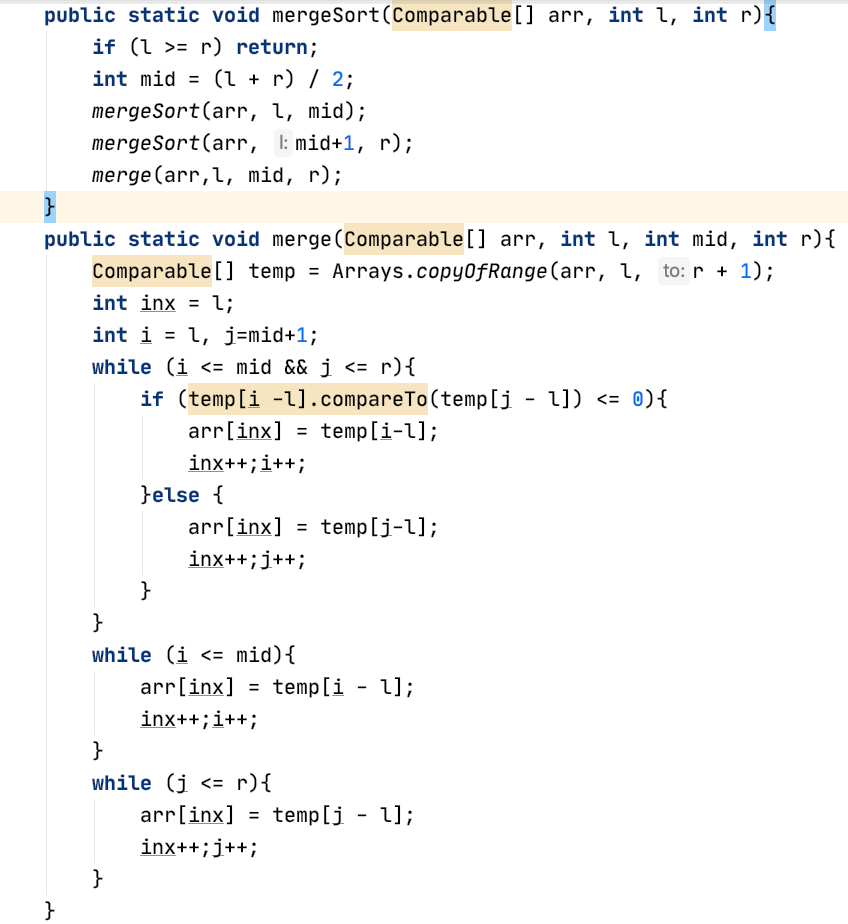 public static void mergeSort(Comparable[] arr, int l, int r){
    if (l >= r) return;
    int mid = (l + r) / 2;
    mergeSort(arr, l, mid);
    mergeSort(arr, l: mid+1, r);
    merge(arr,l, mid, r);
}
public static void merge(Comparable[] arr, int l, int mid, int r){
    Comparable[] temp = Arrays.copyOfRange(arr, l, to: r + 1);
    int inx = l;
    int i = l, j=mid+1;
    while (i <= mid && j <= r){
        if (temp[i -l].compareTo(temp[j - l]) <= 0){
            arr[inx] = temp[i-l];
            inx++;i++;
        }else {
            arr[inx] = temp[j-l];
            inx++;j++;
        }
    }
    while (i <= mid){
        arr[inx] = temp[i - l];
        inx++;i++;
    }
    while (j <= r){
        arr[inx] = temp[j - l];
        inx++;j++;
    }
}